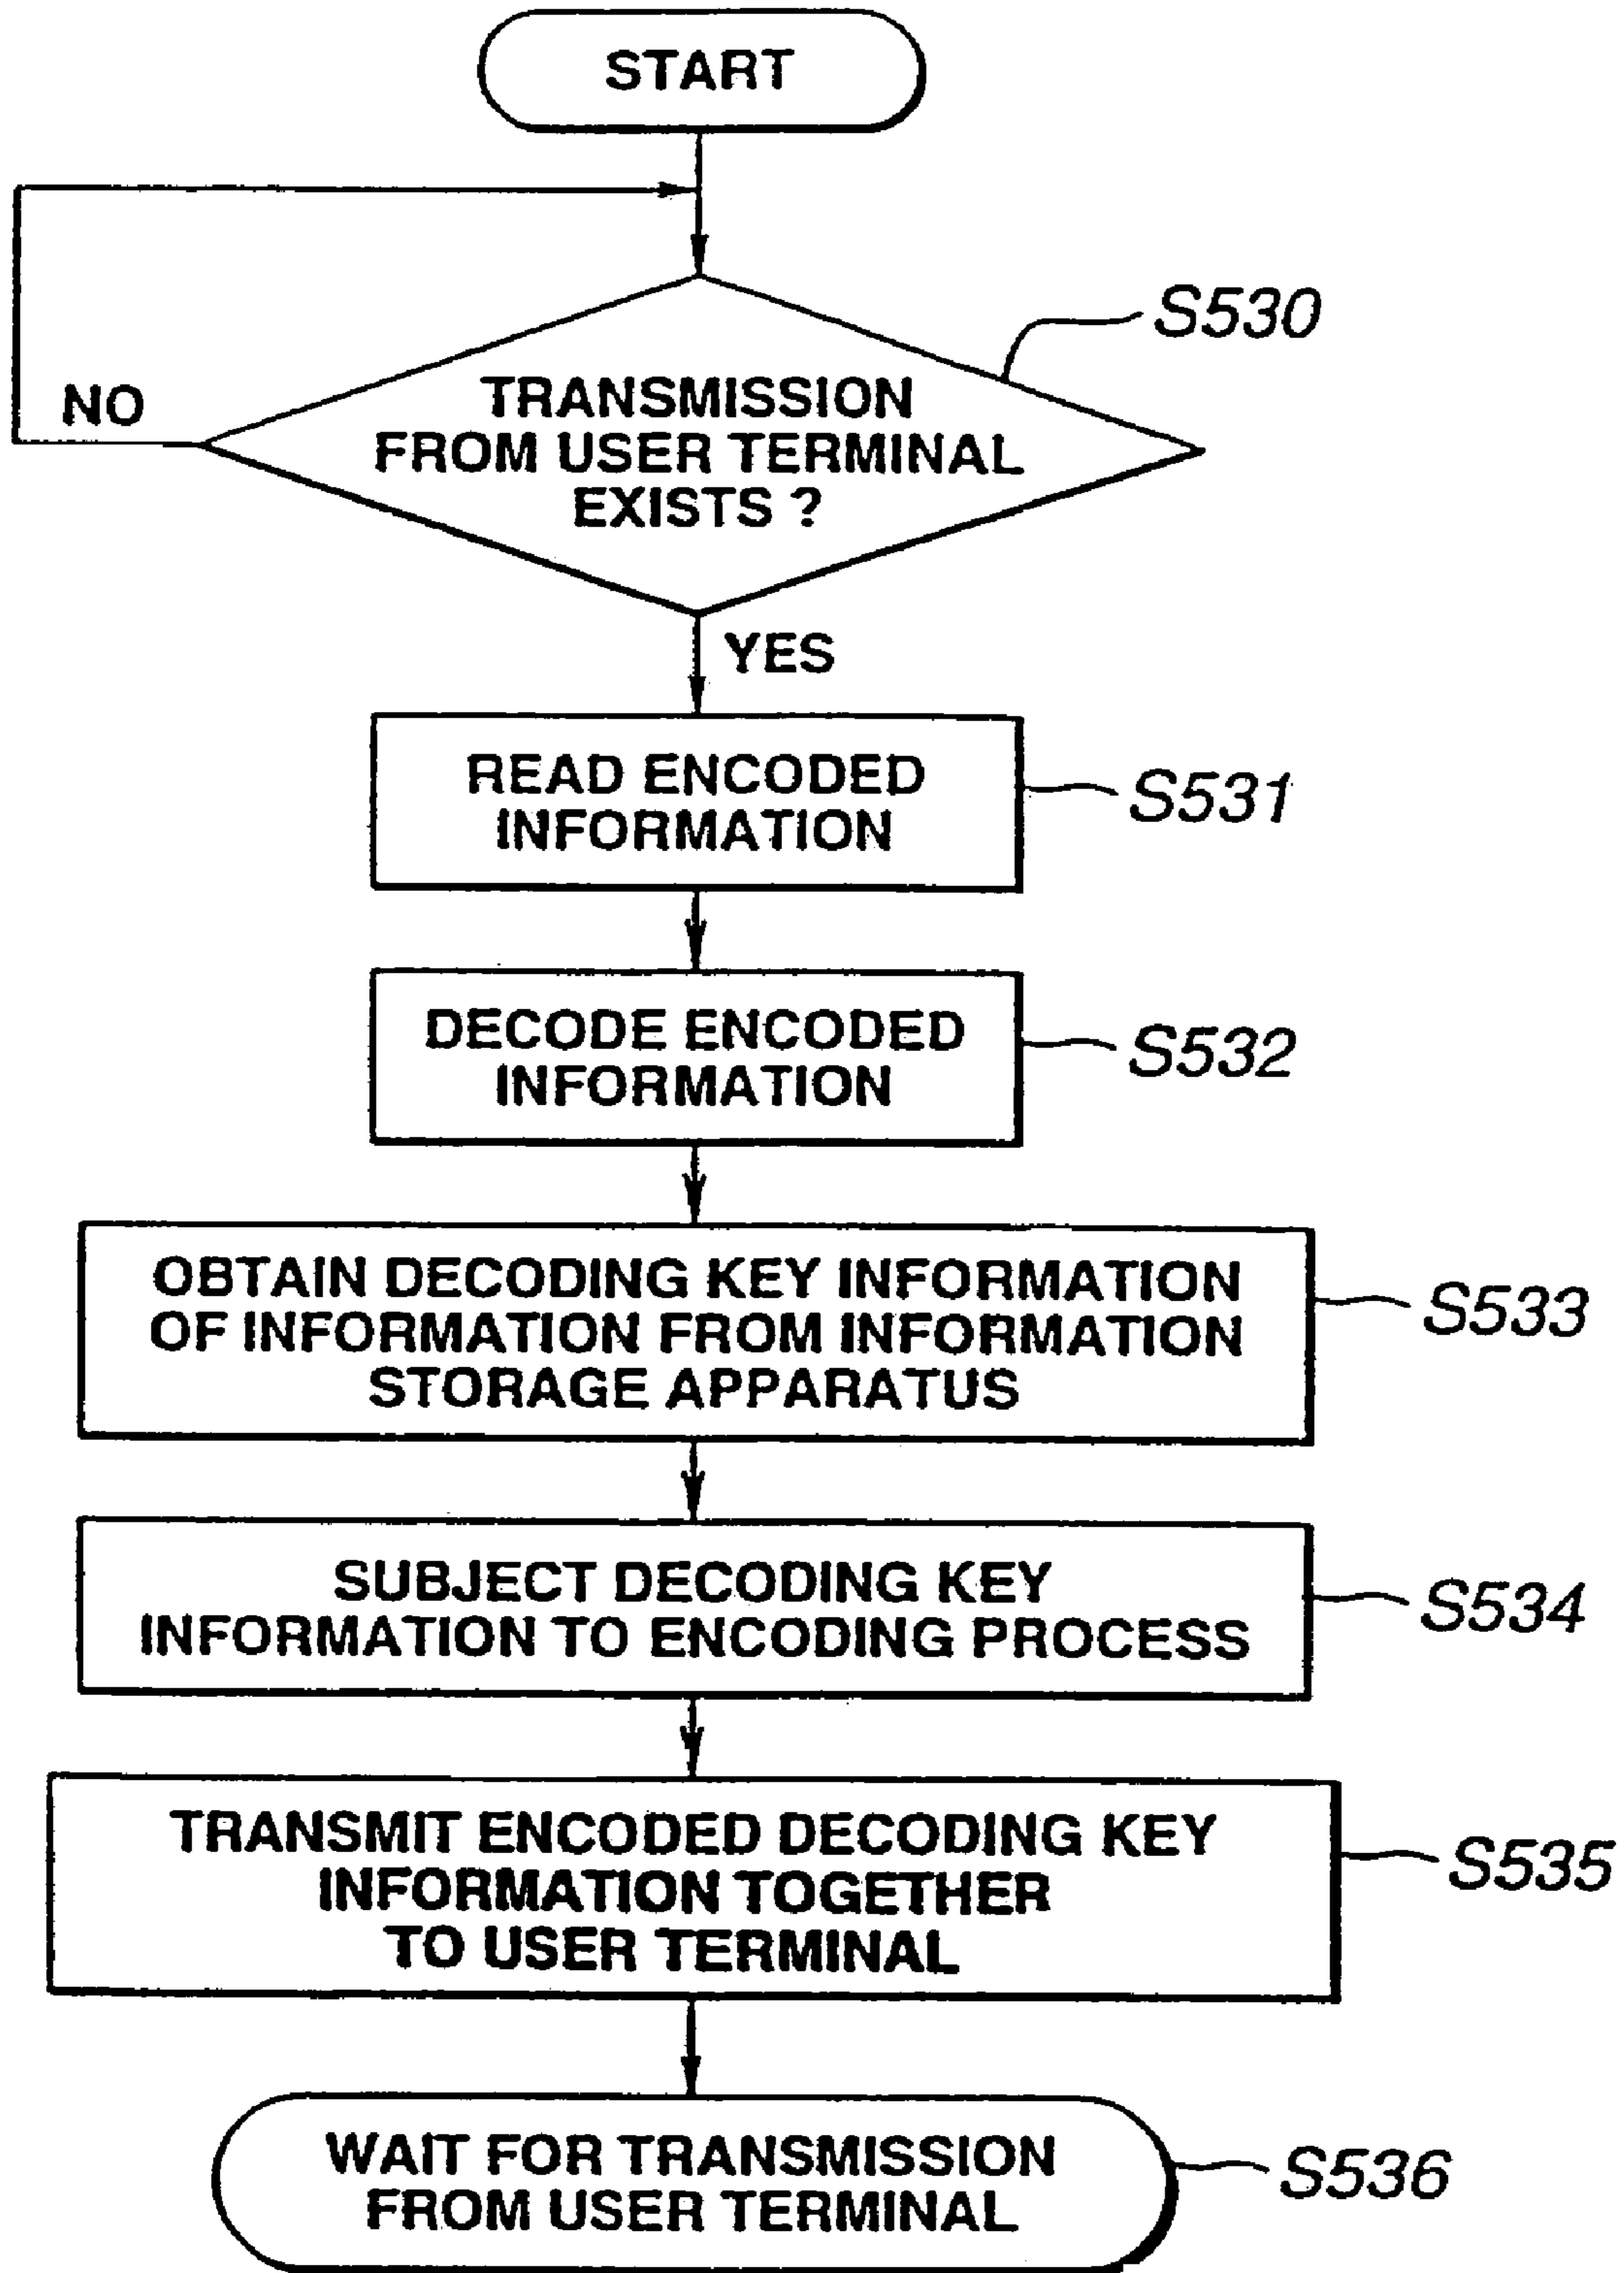 START
S530
TRANSMISSION
NO
FROM USER TERMINAL
EXISTS ?
YES
READ ENCODED
INFORMATION
S531
DECODE ENCODED
INFORMATION
S532
OBTAIN DECODING KEY INFORMATION
OF INFORMATION FROM INFORMATION
STORAGE APPARATUS
S533
SUBJECT DECODING KEY
INFORMATION TO ENCODING PROCESS
S534
TRANSMIT ENCODED DECODING KEY
INFORMATION TOGETHER
TO USER TERMINAL
S535
WAIT FOR TRANSMISSION
FROM USER TERMINAL
S536